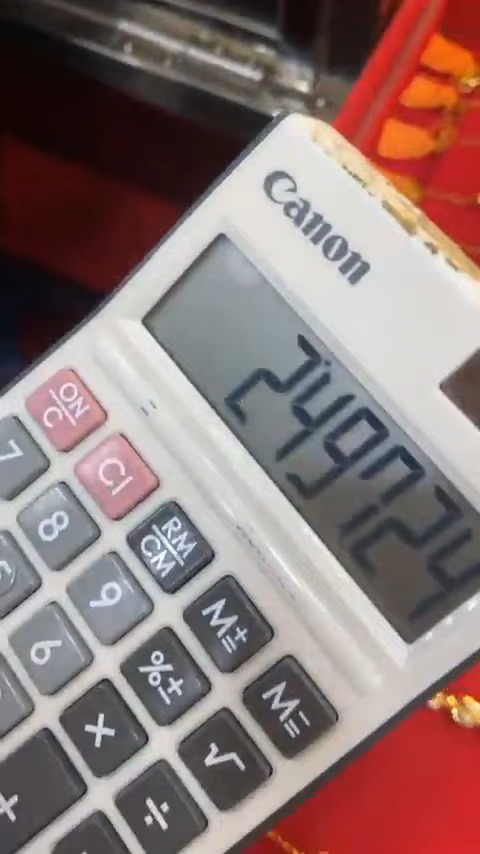 Canon
249724
ON/C
CI
RM/CM
M±=
M=-
7
8
9
%±
√
6
×
÷
+